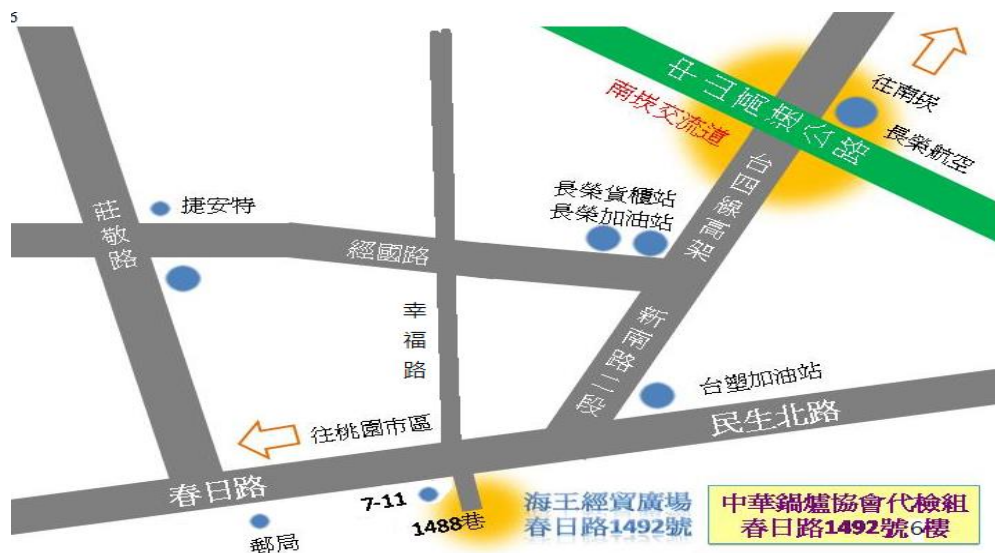 5
往南崁
中山高速公路
南崁交流道
長榮航空
台四線高架
長榮貨櫃站
長榮加油站
捷安特
莊敬路
經國路
幸福路
新南路二段
台塑加油站
民生北路
往桃園市區
春日路
7-11
1488巷
郵局
海王經貿廣場
春日路1492號
中華鍋爐協會代檢組
春日路1492號6樓